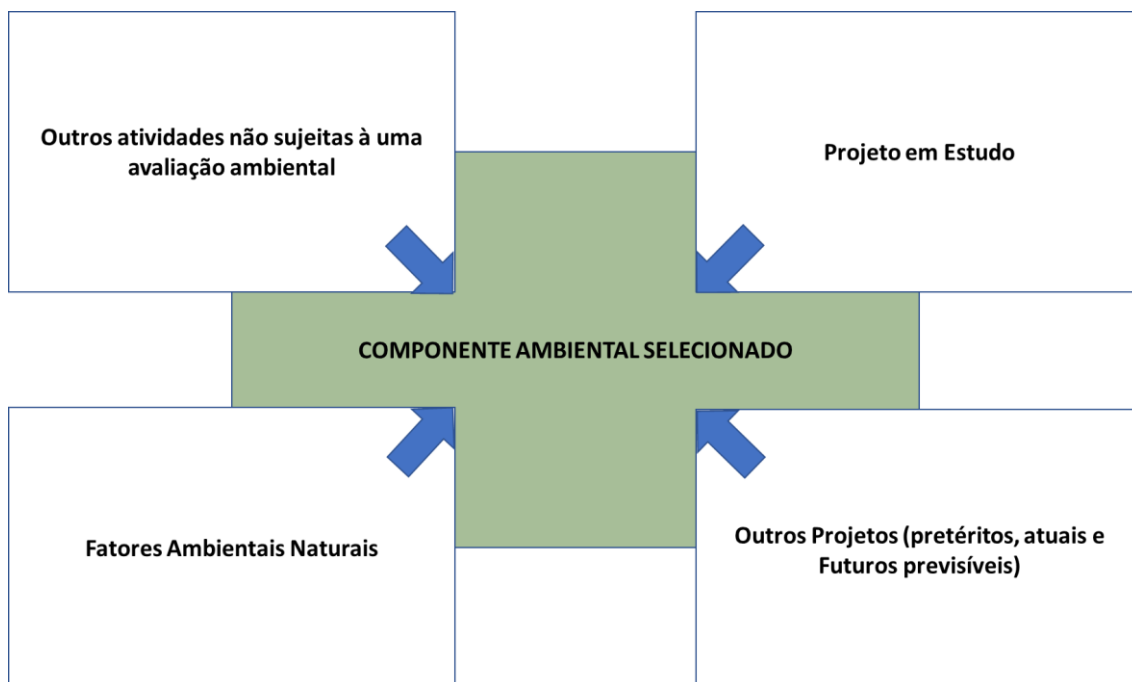 Outros atividades não sujeitas à uma
avaliação ambiental
Projeto em Estudo
COMPONENTE AMBIENTAL SELECIONADO
Fatores Ambientais Naturais
Outros Projetos (pretéritos, atuais e
Futuros previsíveis)